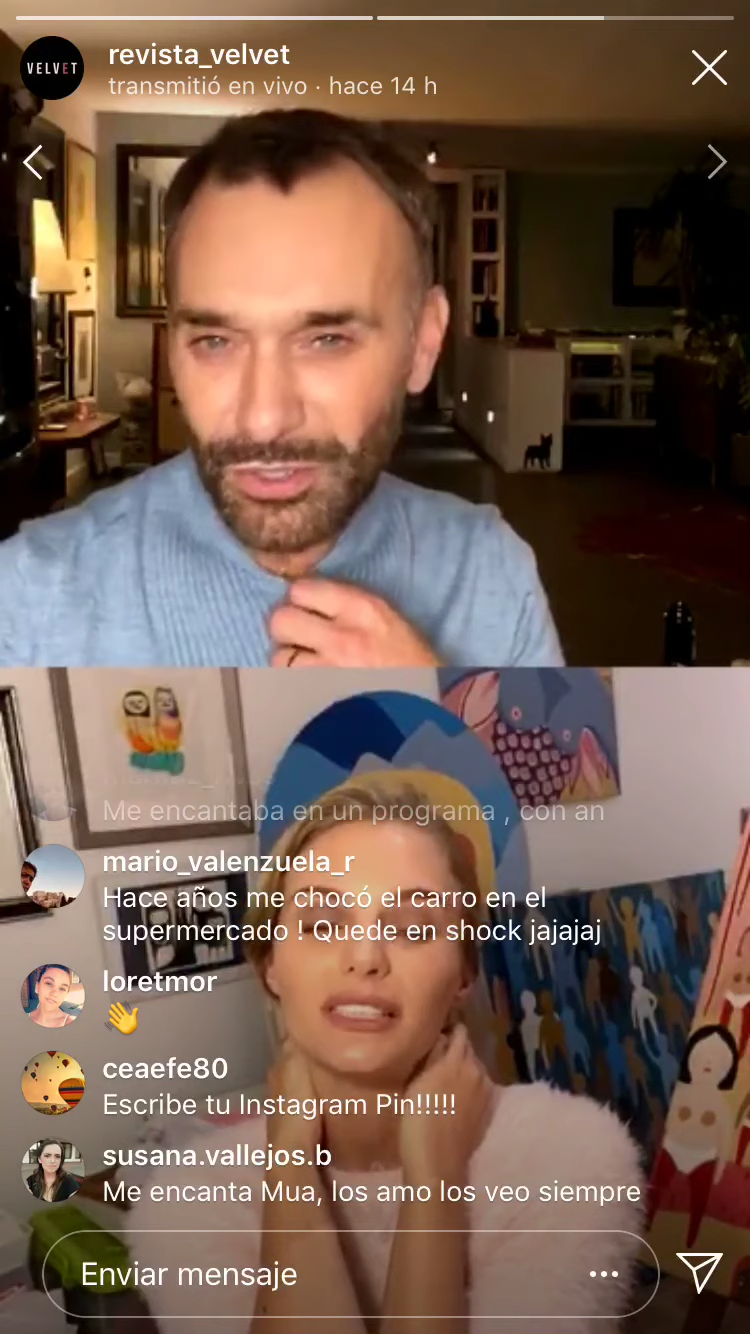 VELVET
revista_velvet
transmitió en vivo · hace 14 h
Me encantaba en un programa , con an
mario_valenzuela_r
Hace años me chocó el carro en el
supermercado ! Quede en shock jajajaj
loretmor
👋
ceaefe80
Escribe tu Instagram Pin!!!!!
susana.vallejos.b
Me encanta Mua, los amo los veo siempre
Enviar mensaje